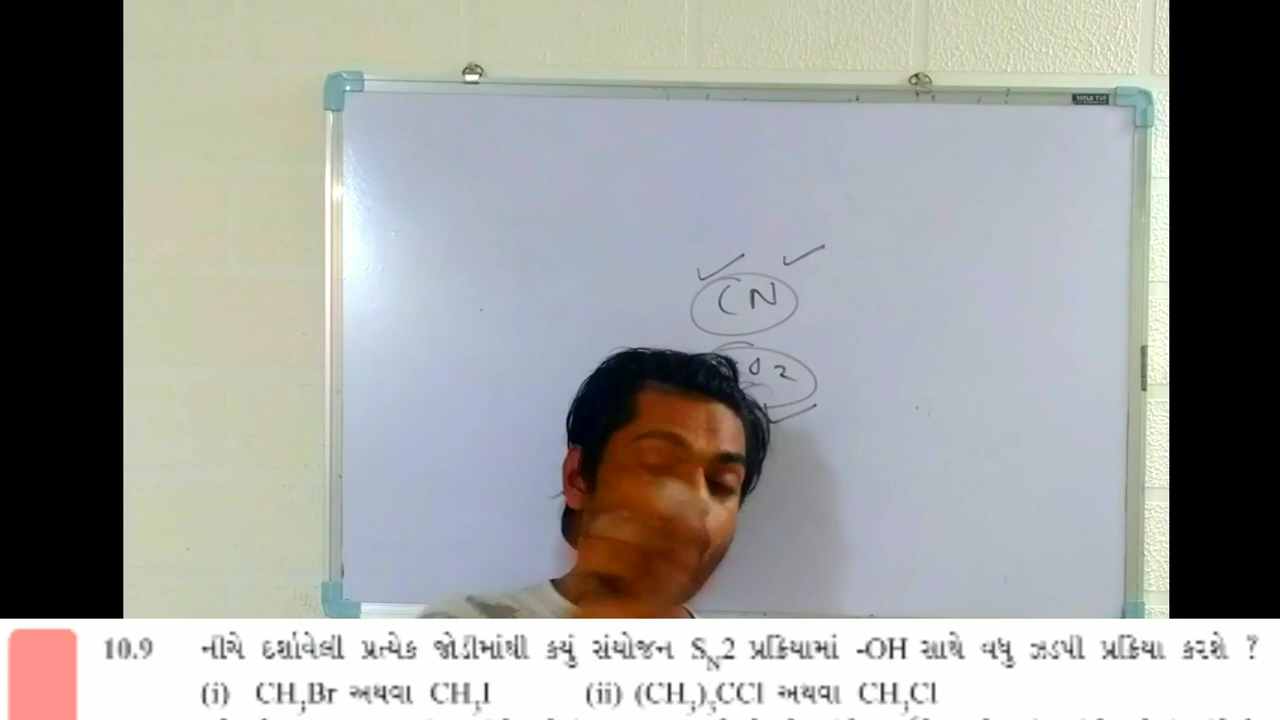 CN
O2
10.9 નીચે દર્શાવેલી પ્રત્યેક જોડીમાંથી કયું સંયોજન SN2 પ્રક્રિયામાં -OH સાથે વધુ ઝડપી પ્રક્રિયા કરશે ?
(i) CH3Br અથવા CH3I (ii) (CH3)3CCl અથવા CH3Cl